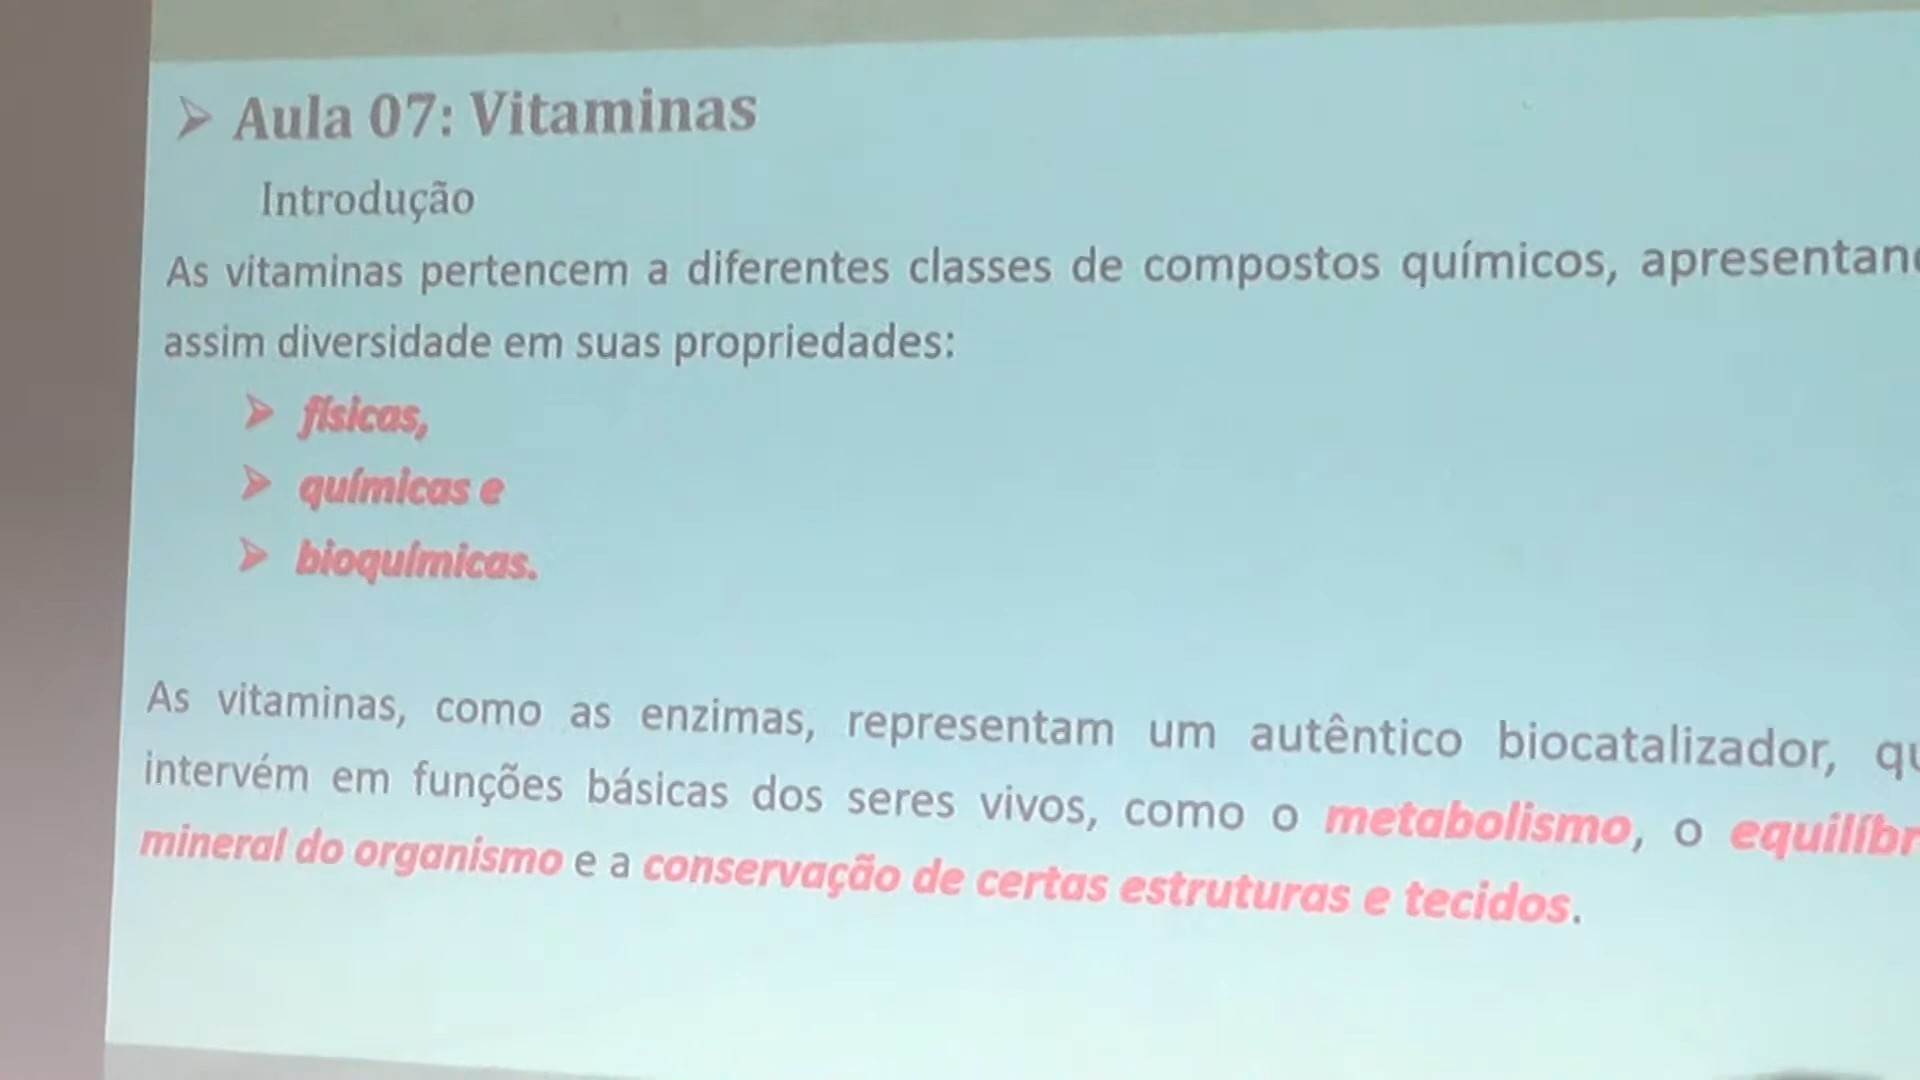 ➢ Aula 07: Vitaminas
Introdução
As vitaminas pertencem a diferentes classes de compostos químicos,
assim diversidade em suas propriedades:
➢ físicas,
➢ químicas e
➢ bioquímicas.
As vitaminas, como as enzimas, representam um autêntico biocatalizador,
intervém em funções básicas dos seres vivos, como o metabolismo, o
mineral do organismo e a conservação de certas estruturas e tecidos.